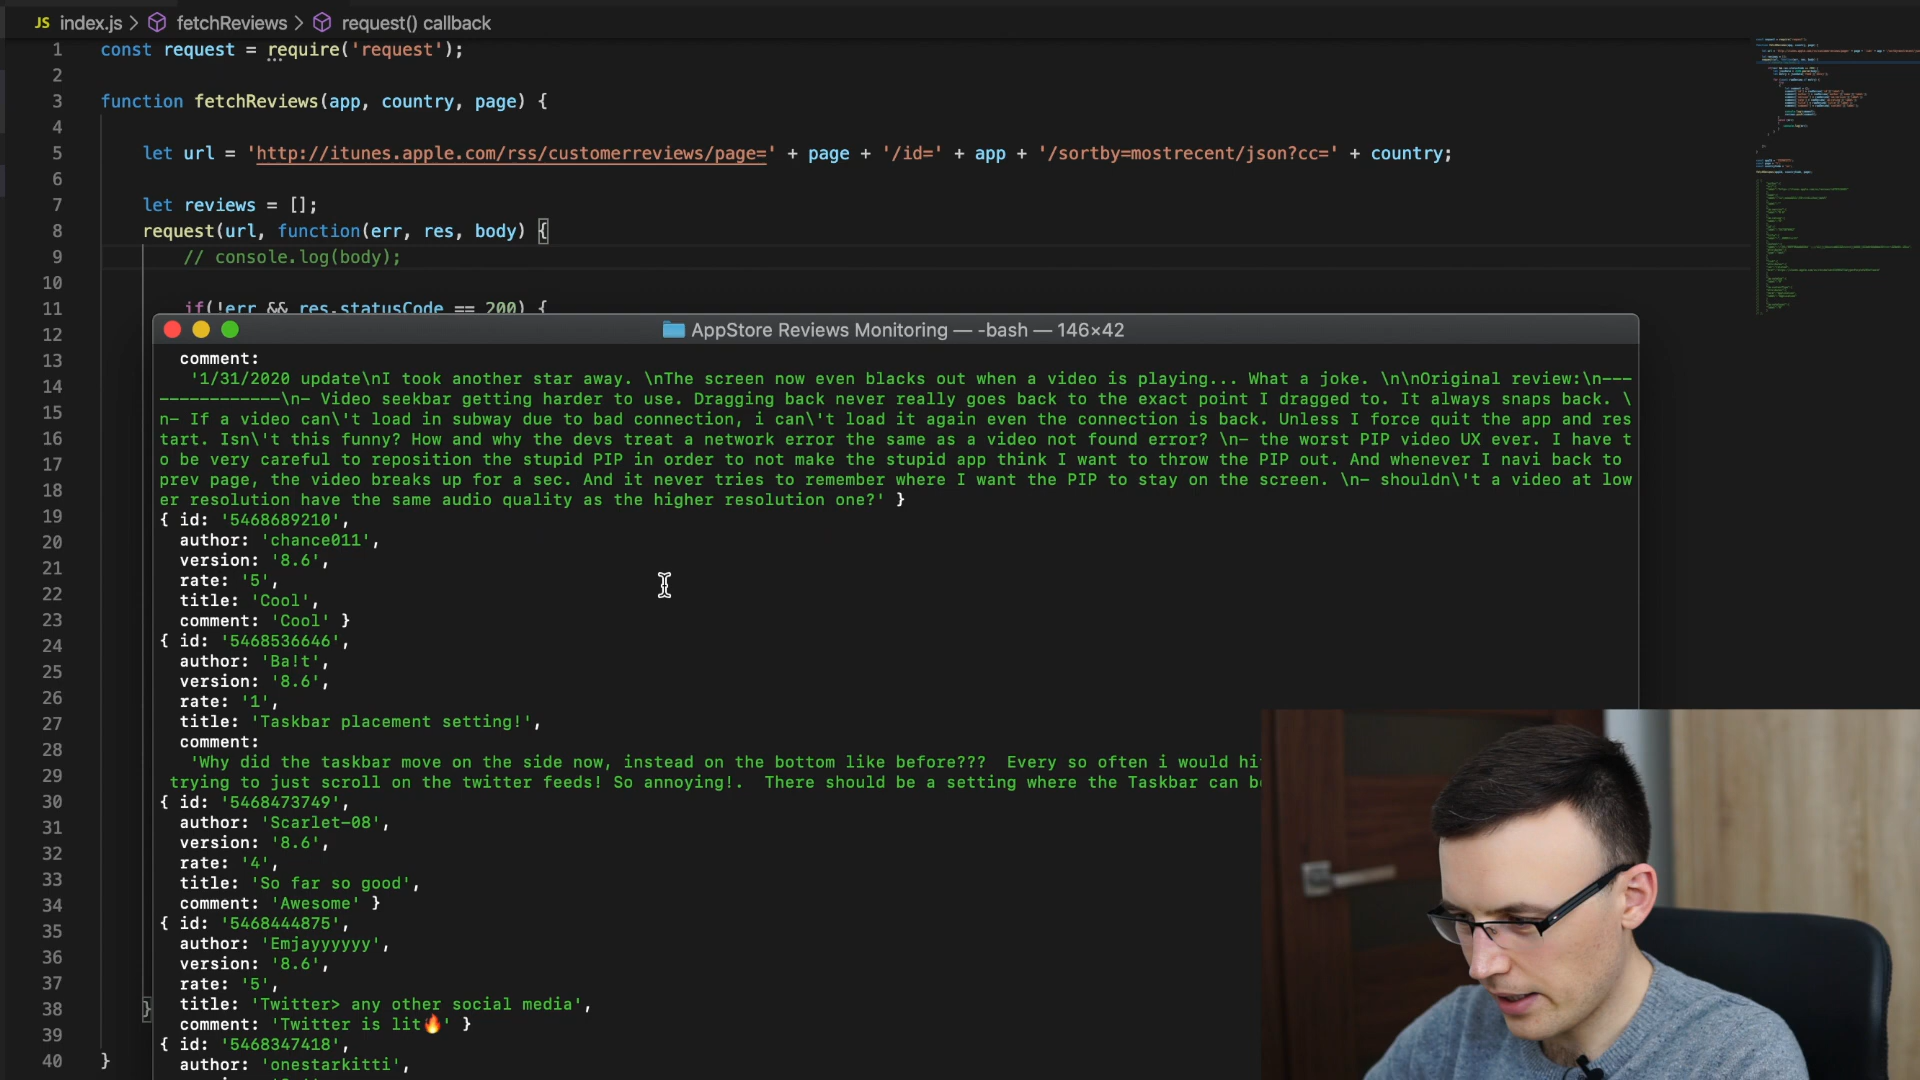 JS index.js > fetchReviews > request() callback
1 const request = require('request');
2
3 function fetchReviews(app, country, page) {
4
5 let url = 'http://itunes.apple.com/rss/customerreviews/page=' + page + '/id=' + app + '/sortby=mostrecent/json?cc=' + country;
6
7 let reviews = [];
8 request(url, function(err, res, body) {
9 // console.log(body);
10
11 if(!err && res.statusCode == 200) {
12
13
14
15
16
17
18
19
20
21
22
23
24
25
26
27
28
29
30
31
32
33
34
35
36
37
38 }
39
40 }
AppStore Reviews Monitoring — -bash — 146×42
comment:
'1/31/2020 update\nI took another star away. \nThe screen now even blacks out when a video is playing... What a joke. \n\nOriginal review:\n---
--------------\n- Video seekbar getting harder to use. Dragging back never really goes back to the exact point I dragged to. It always snaps back. \
n- If a video can\'t load in subway due to bad connection, i can\'t load it again even the connection is back. Unless I force quit the app and res
tart. Isn\'t this funny? How and why the devs treat a network error the same as a video not found error? \n- the worst PIP video UX ever. I have t
o be very careful to reposition the stupid PIP in order to not make the stupid app think I want to throw the PIP out. And whenever I navi back to
prev page, the video breaks up for a sec. And it never tries to remember where I want the PIP to stay on the screen. \n- shouldn\'t a video at low
er resolution have the same audio quality as the higher resolution one?' }
{ id: '5468689210',
author: 'chance011',
version: '8.6',
rate: '5',
title: 'Cool',
comment: 'Cool' }
{ id: '5468536646',
author: 'Ba!t',
version: '8.6',
rate: '1',
title: 'Taskbar placement setting!',
comment:
'Why did the taskbar move on the side now, instead on the bottom like before???  Every so often i would hi
trying to just scroll on the twitter feeds! So annoying!.  There should be a setting where the Taskbar can b
{ id: '5468473749',
author: 'Scarlet-08',
version: '8.6',
rate: '4',
title: 'So far so good',
comment: 'Awesome' }
{ id: '5468444875',
author: 'Emjayyyyyy',
version: '8.6',
rate: '5',
title: 'Twitter> any other social media',
comment: 'Twitter is lit🔥' }
{ id: '5468347418',
author: 'onestarkitti',